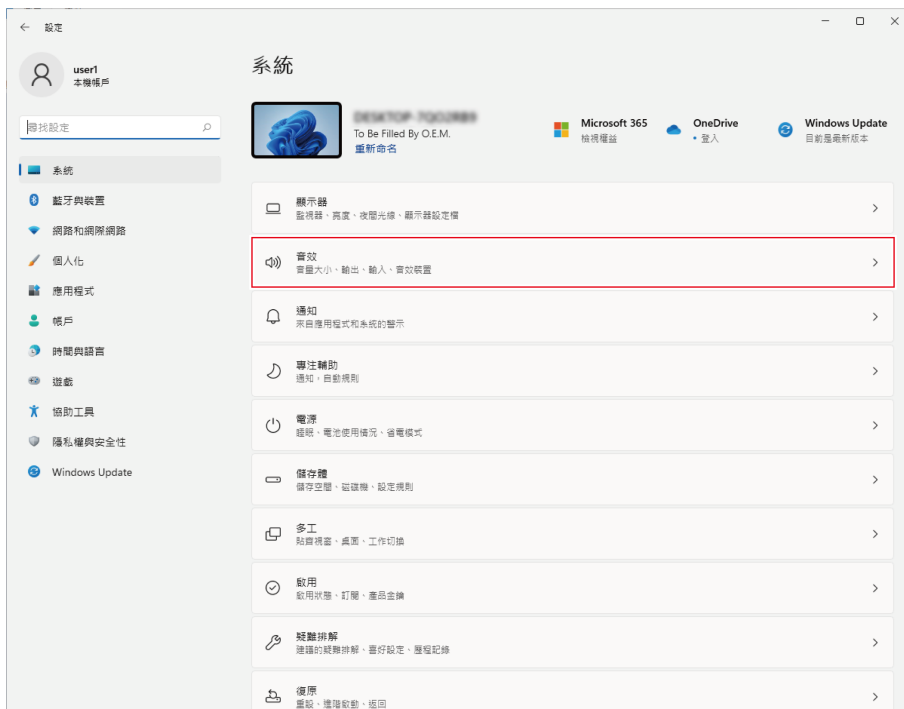 設定
user1
本機帳戶
尋找設定
系統
藍牙與裝置
網路和網際網路
個人化
應用程式
帳戶
時間與語言
遊戲
協助工具
隱私權與安全性
Windows Update
系統
To Be Filled By O.E.M.
重新命名
Microsoft 365
檢視權益
OneDrive
• 登入
Windows Update
目前是最新版本
顯示器
監視器、亮度、夜間光線、顯示器設定檔
音效
音量大小、輸出、輸入、音效裝置
通知
來自應用程式和系統的警示
專注輔助
通知，自動規則
電源
睡眠、電池使用情況、省電模式
儲存體
儲存空間、磁碟機、設定規則
多工
貼齊視窗、桌面、工作切換
啟用
啟用狀態、訂閱、產品金鑰
疑難排解
建議的疑難排解、喜好設定、歷程記錄
復原
重設、進階啟動、返回